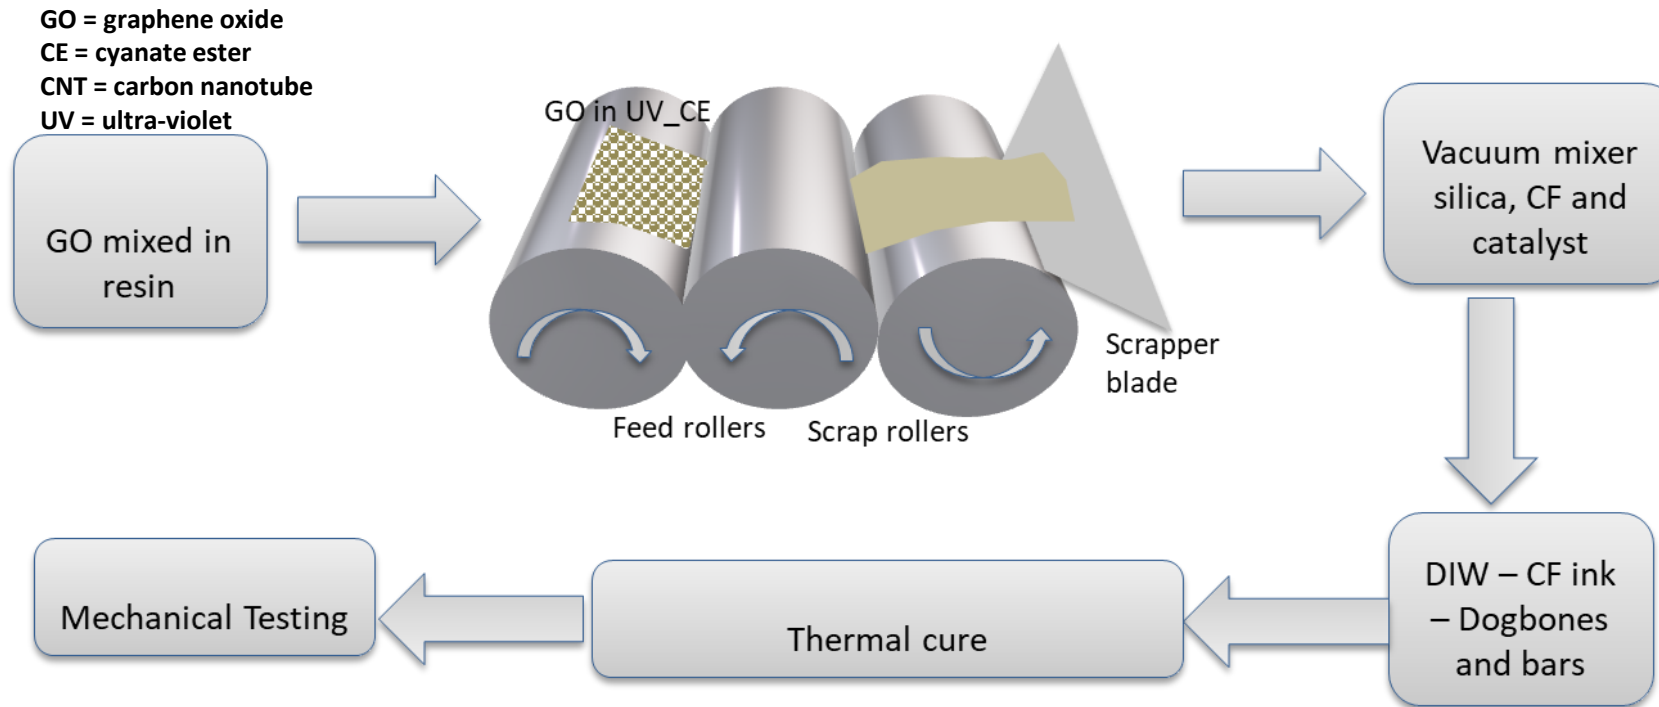 GO = graphene oxide
CE = cyanate ester
CNT = carbon nanotube
UV = ultra-violet
GO mixed in
resin
GO in UV_CE
Feed rollers
Scrap rollers
Scrapper
blade
Vacuum mixer
silica, CF and
catalyst
DIW – CF ink
– Dogbones
and bars
Thermal cure
Mechanical Testing